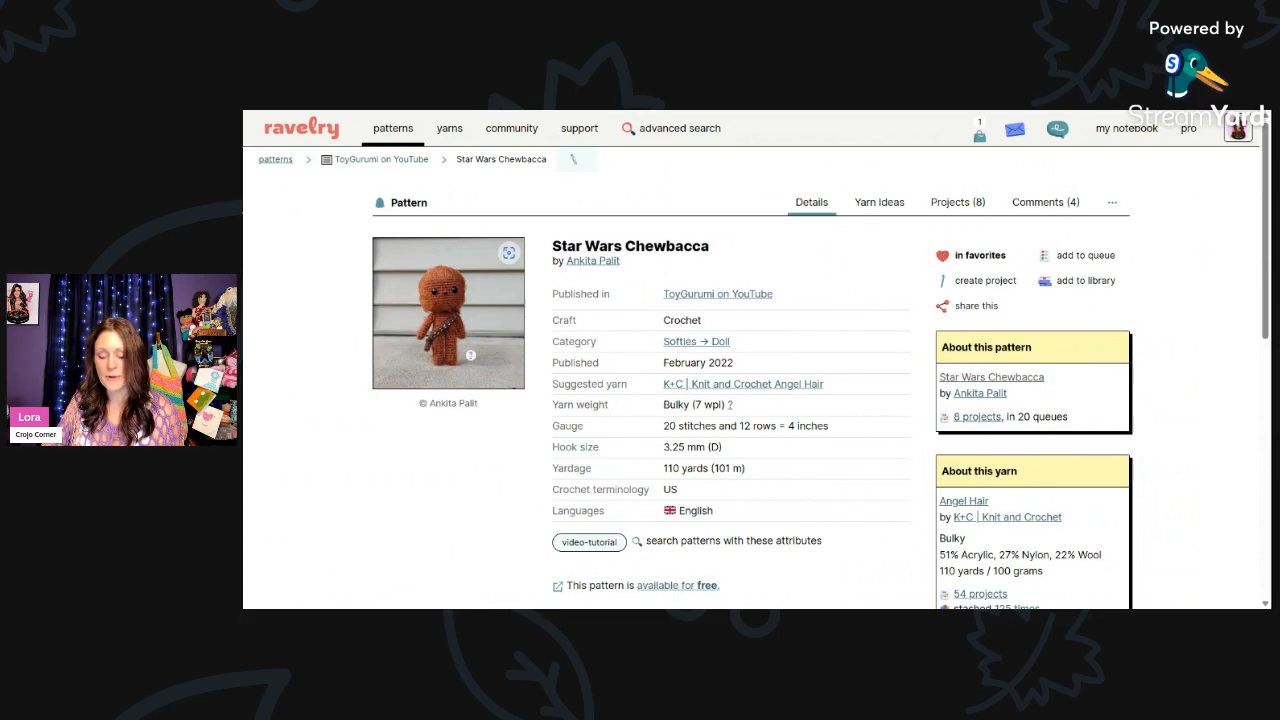 Powered by
StreamYard
ravelry
patterns yarns community support advanced search 1 my notebook pro
patterns > ToyGurumi on YouTube > Star Wars Chewbacca
Pattern
Details Yarn Ideas Projects (8) Comments (4) ...
Star Wars Chewbacca
by Ankita Palit
Published in ToyGurumi on YouTube
Craft Crochet
Category Softies → Doll
Published February 2022
Suggested yarn K+C | Knit and Crochet Angel Hair
Yarn weight Bulky (7 wpi) ?
Gauge 20 stitches and 12 rows = 4 inches
Hook size 3.25 mm (D)
Yardage 110 yards (101 m)
Crochet terminology US
Languages English
video-tutorial search patterns with these attributes
This pattern is available for free.
© Ankita Palit
in favorites add to queue
create project add to library
share this
About this pattern
Star Wars Chewbacca
by Ankita Palit
8 projects, in 20 queues
About this yarn
Angel Hair
by K+C | Knit and Crochet
Bulky
51% Acrylic, 27% Nylon, 22% Wool
110 yards / 100 grams
54 projects
stashed 125 times
Lora
Crojo Corner